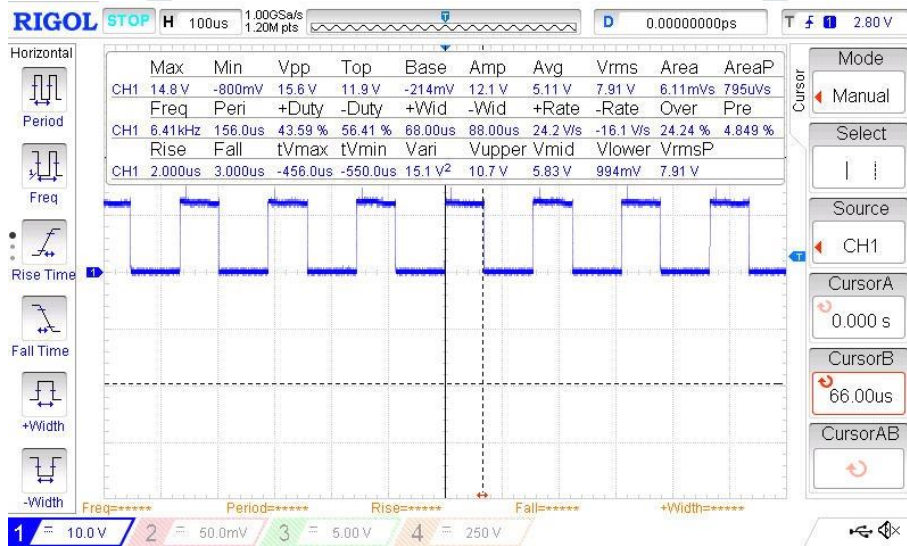 RIGOL STOP H 100us 1.00GSa/s 1.20M pts D 0.00000000ps T 1 2.80 V
Horizontal
Period
Freq
Rise Time
Fall Time
+Width
-Width
Max Min Vpp Top Base Amp Avg Vrms Area AreaP
CH1 14.8 V -800mV 15.6 V 11.9 V -214mV 12.1 V 5.11 V 7.91 V 6.11mVs 795uVs
Freq Peri +Duty -Duty +Wid -Wid +Rate -Rate Over Pre
CH1 6.41kHz 156.0us 43.59 % 56.41 % 68.00us 88.00us 24.2 V/s -16.1 V/s 24.24 % 4.849 %
Rise Fall tVmax tVmin Vari Vupper Vmid Vlower VrmsP
CH1 2.000us 3.000us -456.0us -550.0us 15.1 V² 10.7 V 5.83 V 994mV 7.91 V
1
T
Cursor
Mode
Manual
Select
Source
CH1
CursorA
0.000 s
CursorB
66.00us
CursorAB
Freq=***** Period=***** Rise=***** Fall=***** +Width=*****
1 10.0 V 2 50.0mV 3 5.00 V 4 250 V